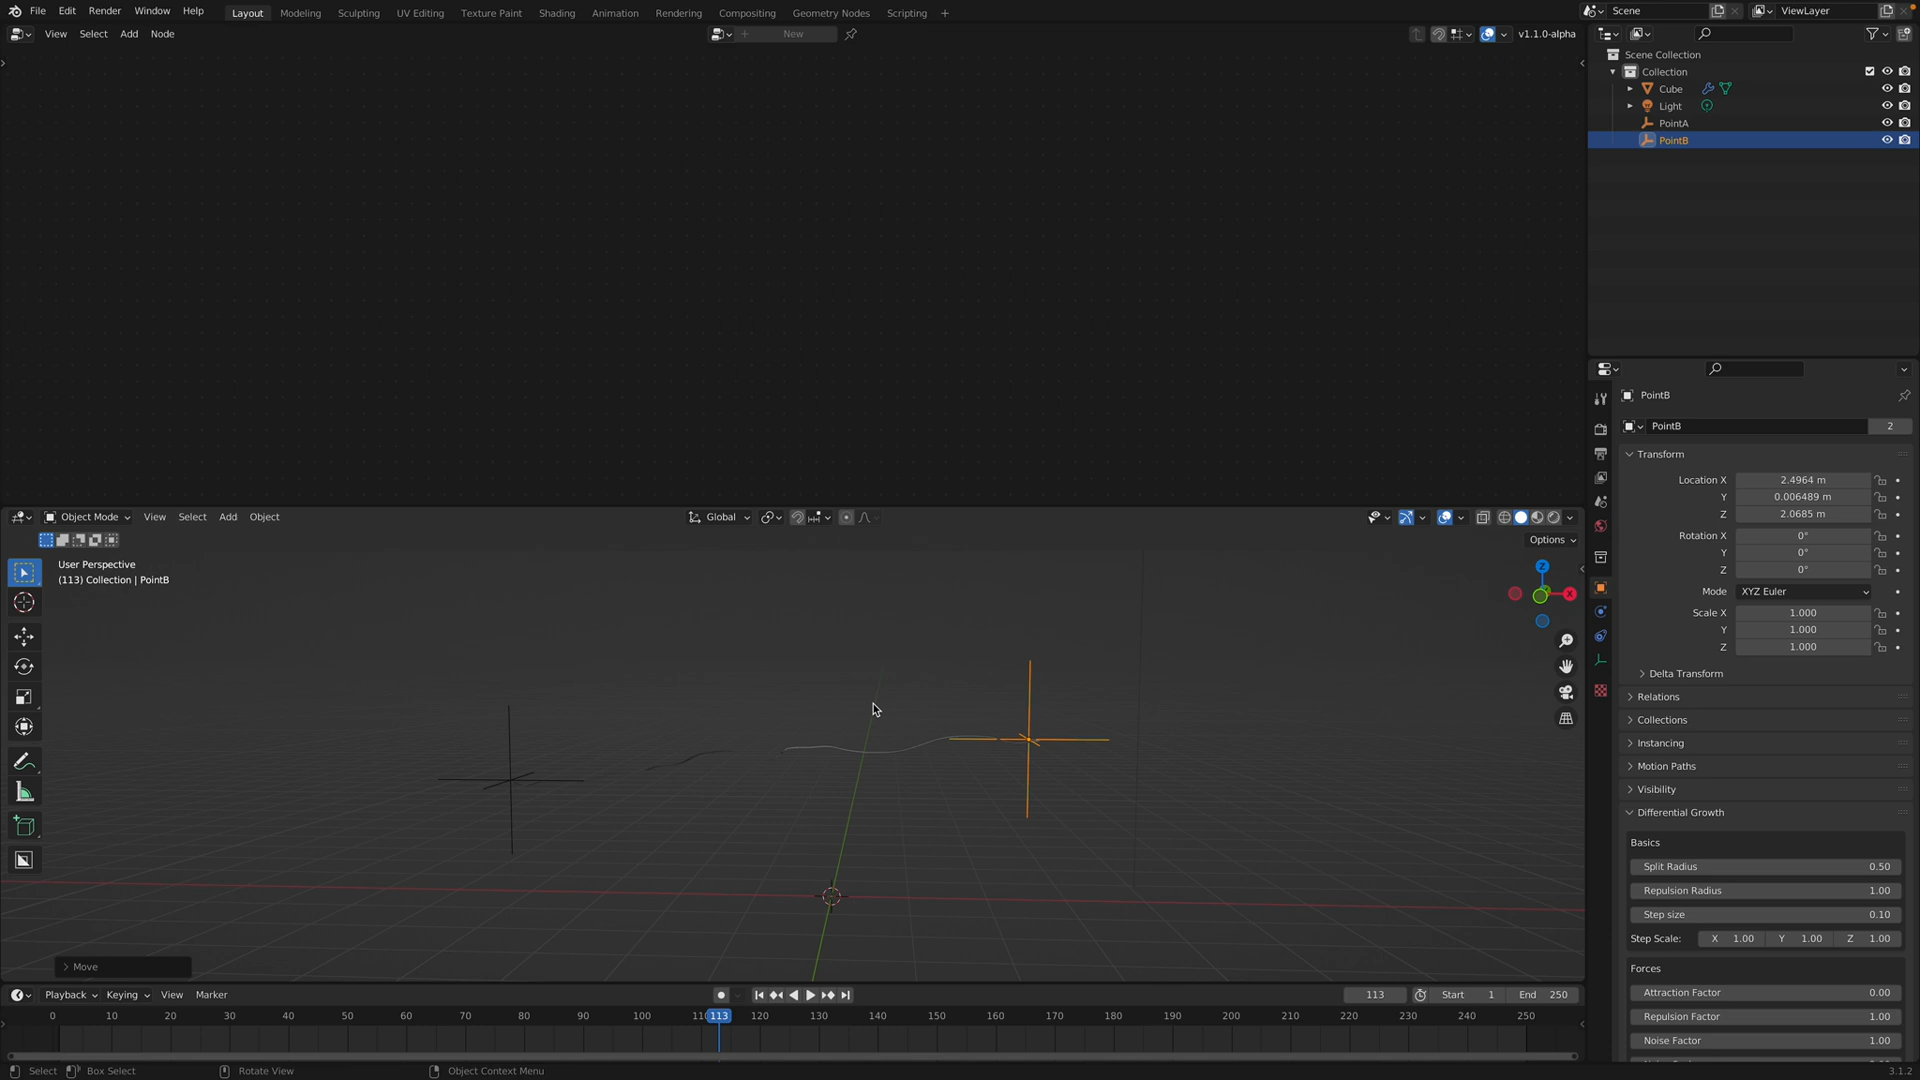 File Edit Render Window Help Layout Modeling Sculpting UV Editing Texture Paint Shading Animation Rendering Compositing Geometry Nodes Scripting + Scene ViewLayer
View Select Add Node New v1.1.0-alpha
Scene Collection
Collection
Cube
Light
PointA
PointB
PointB
PointB 2
Transform
Location X 2.4964 m
Y 0.006489 m
Z 2.0685 m
Rotation X 0°
Y 0°
Z 0°
Mode XYZ Euler
Scale X 1.000
Y 1.000
Z 1.000
Delta Transform
Relations
Collections
Instancing
Motion Paths
Visibility
Differential Growth
Basics
Split Radius 0.50
Repulsion Radius 1.00
Step size 0.10
Step Scale: X 1.00 Y 1.00 Z 1.00
Forces
Attraction Factor 0.00
Repulsion Factor 1.00
Noise Factor 1.00
Object Mode View Select Add Object Global
Options
User Perspective
(113) Collection | PointB
Z
X
Move
Playback Keying View Marker 113 Start 1 End 250
0 10 20 30 40 50 60 70 80 90 100 113 120 130 140 150 160 170 180 190 200 210 220 230 240 250
Select Box Select Rotate View Object Context Menu 3.1.2